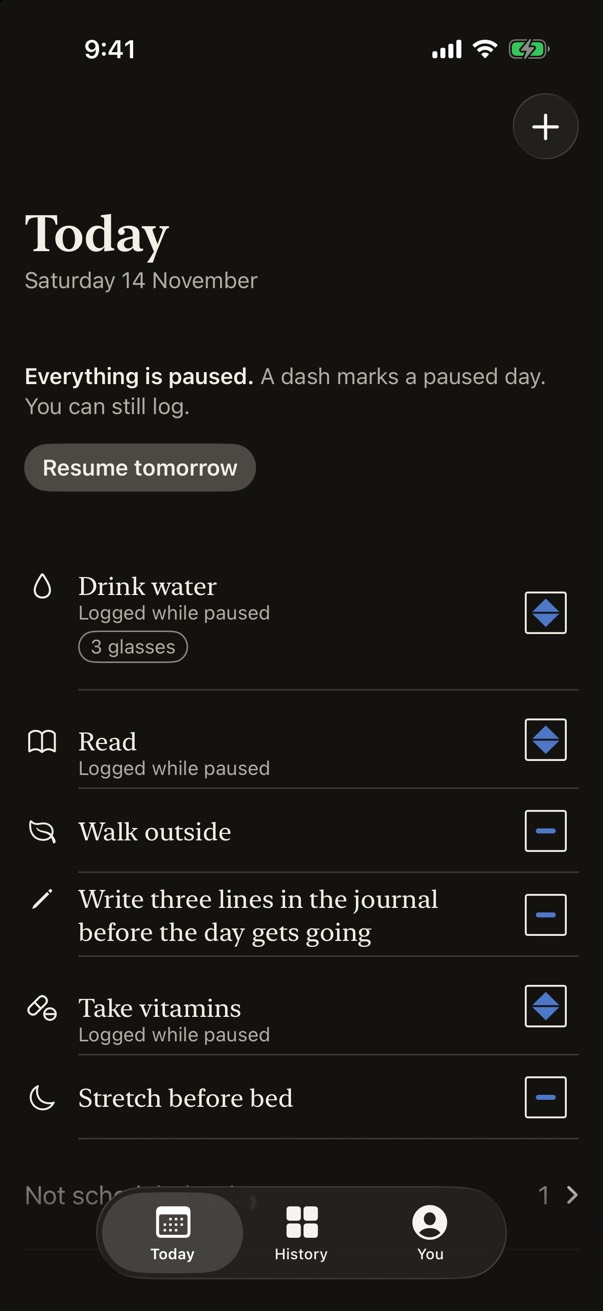 9:41
Today
Saturday 14 November
Everything is paused. A dash marks a paused day.
You can still log.
Resume tomorrow
Drink water
Logged while paused
3 glasses
Read
Logged while paused
Walk outside
Write three lines in the journal
before the day gets going
Take vitamins
Logged while paused
Stretch before bed
Not
1
Today
History
You